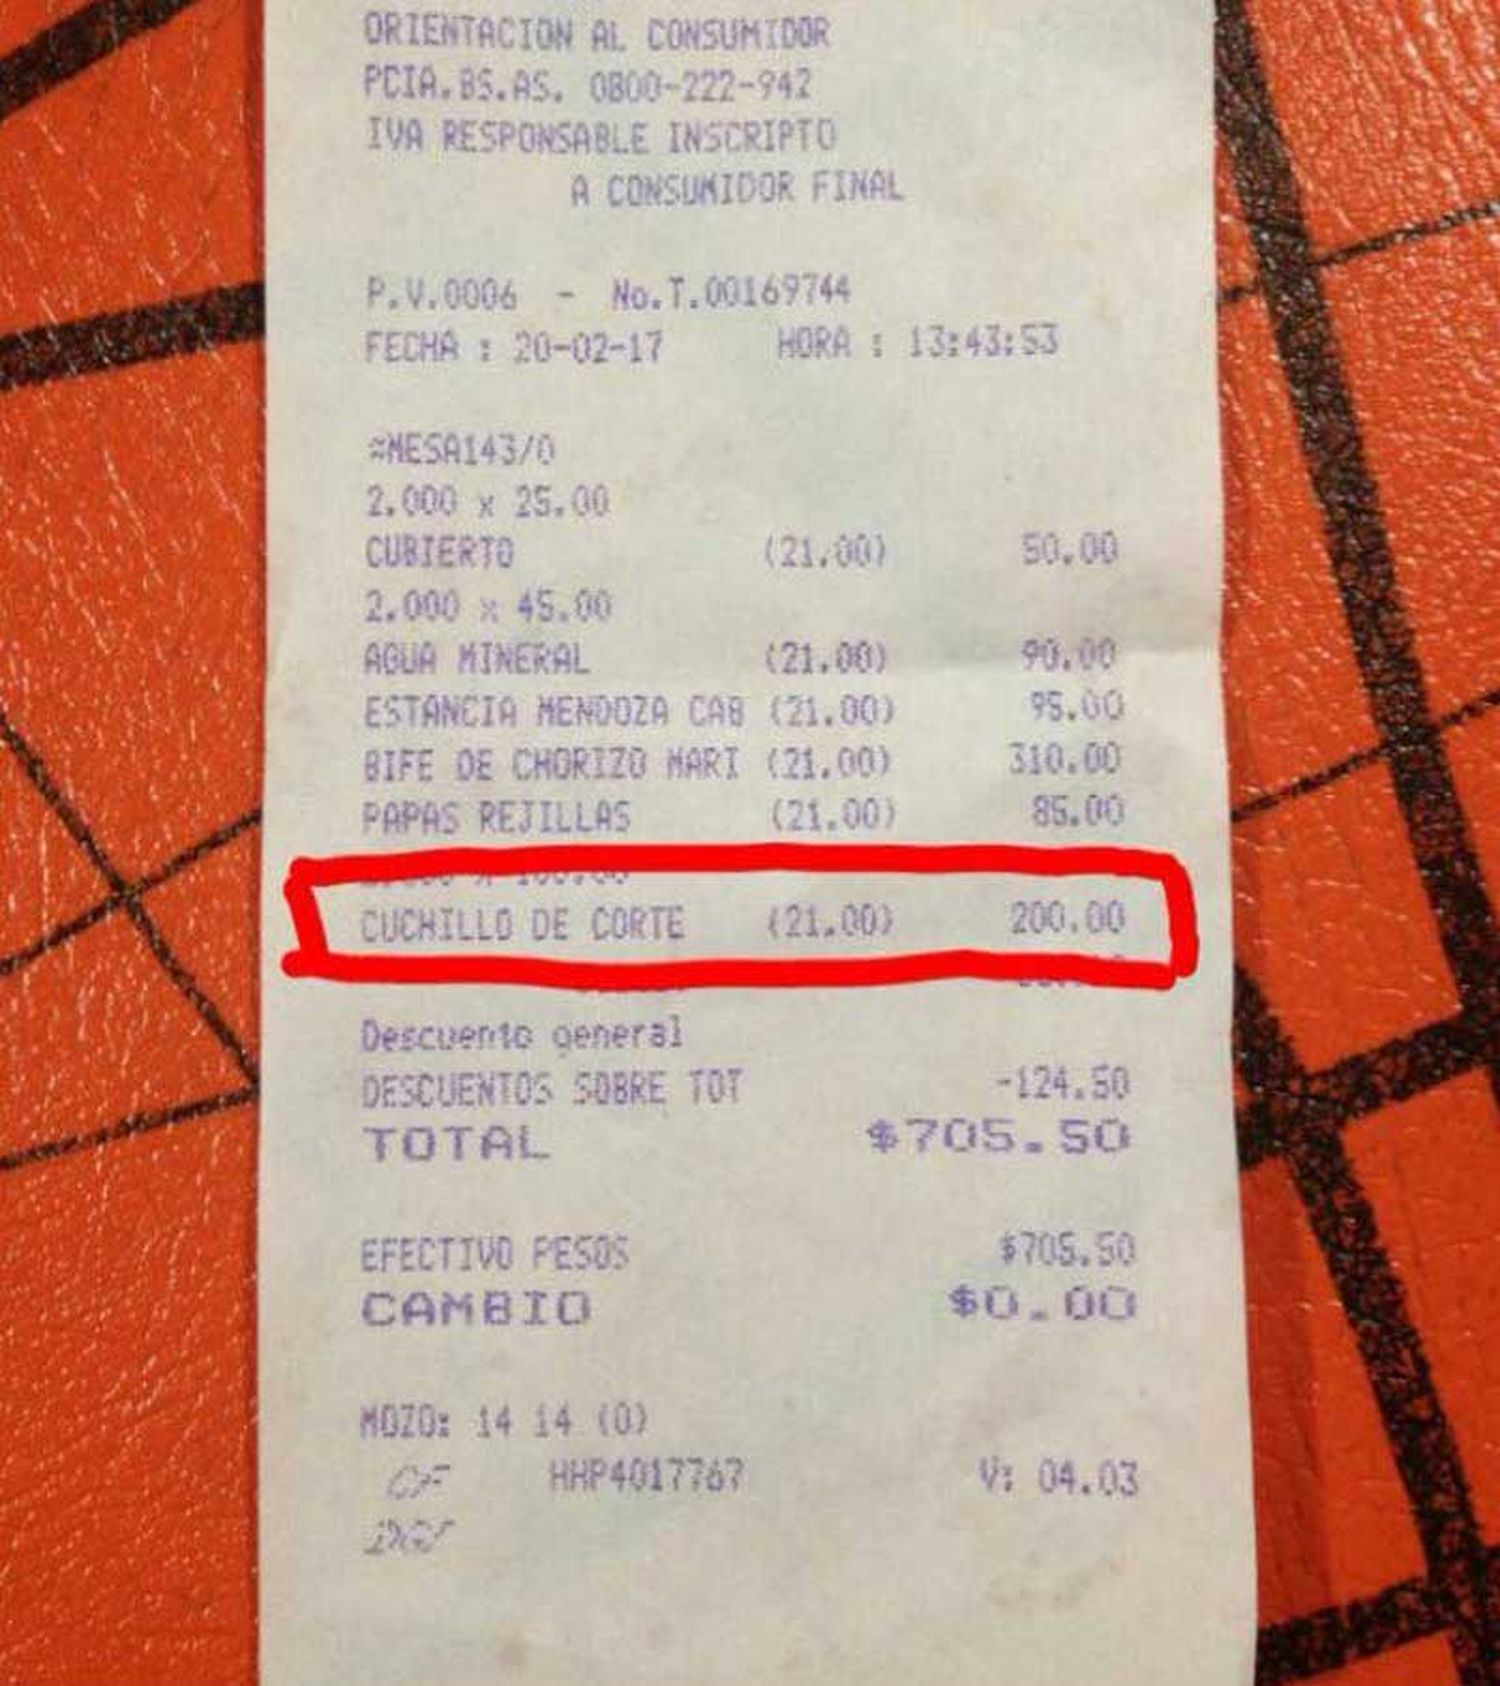 ORIENTACION AL CONSUMIDOR
PCIA.BS.AS. 0800-222-942
IVA RESPONSABLE INSCRIPTO
A CONSUMIDOR FINAL
P.V.0006 - No.T.00169744
FECHA : 20-02-17 HORA : 13:43:53
≈MESA143/0
2.000 x 25.00
CUBIERTO (21.00) 50.00
2.000 x 45.00
AGUA MINERAL (21.00) 90.00
ESTANCIA MENDOZA CAB (21.00) 95.00
BIFE DE CHORIZO MARI (21.00) 310.00
PAPAS REJILLAS (21.00) 85.00
CUCHILLO DE CORTE (21.00) 200.00
Descuento general
DESCUENTOS SOBRE TOT -124.50
TOTAL $705.50
EFECTIVO PESOS $705.50
CAMBIO $0.00
MOZO: 14 14 (0)
CF HHP4017767 V: 04.03
DGI